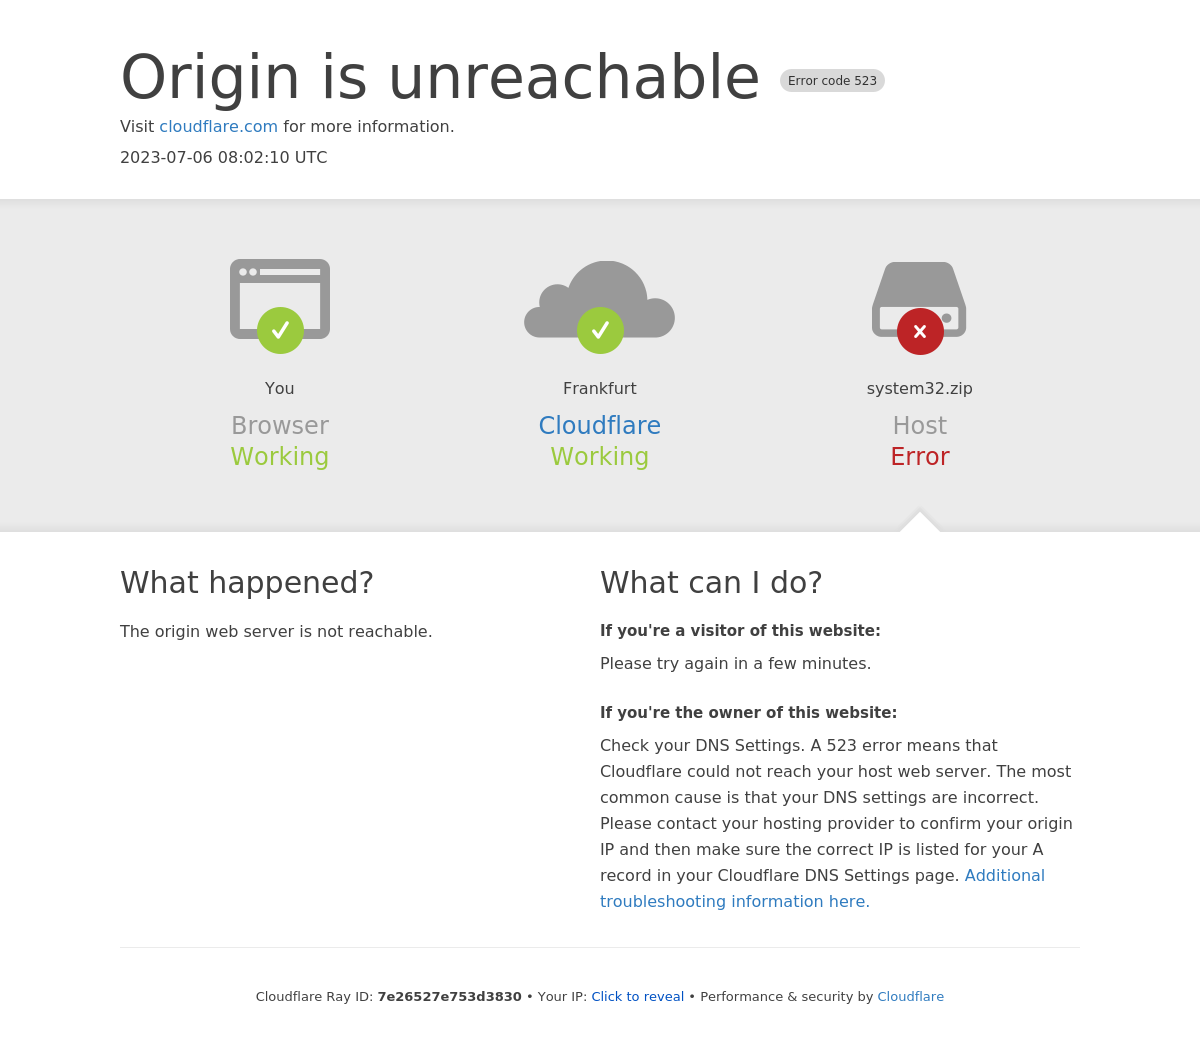 Origin is unreachable Error code 523
Visit cloudflare.com for more information.
2023-07-06 08:02:10 UTC
You
Browser
Working
Frankfurt
Cloudflare
Working
system32.zip
Host
Error
What happened?
The origin web server is not reachable.
What can I do?
If you're a visitor of this website:
Please try again in a few minutes.
If you're the owner of this website:
Check your DNS Settings. A 523 error means that
Cloudflare could not reach your host web server. The most
common cause is that your DNS settings are incorrect.
Please contact your hosting provider to confirm your origin
IP and then make sure the correct IP is listed for your A
record in your Cloudflare DNS Settings page. Additional
troubleshooting information here.
Cloudflare Ray ID: 7e26527e753d3830 • Your IP: Click to reveal • Performance & security by Cloudflare